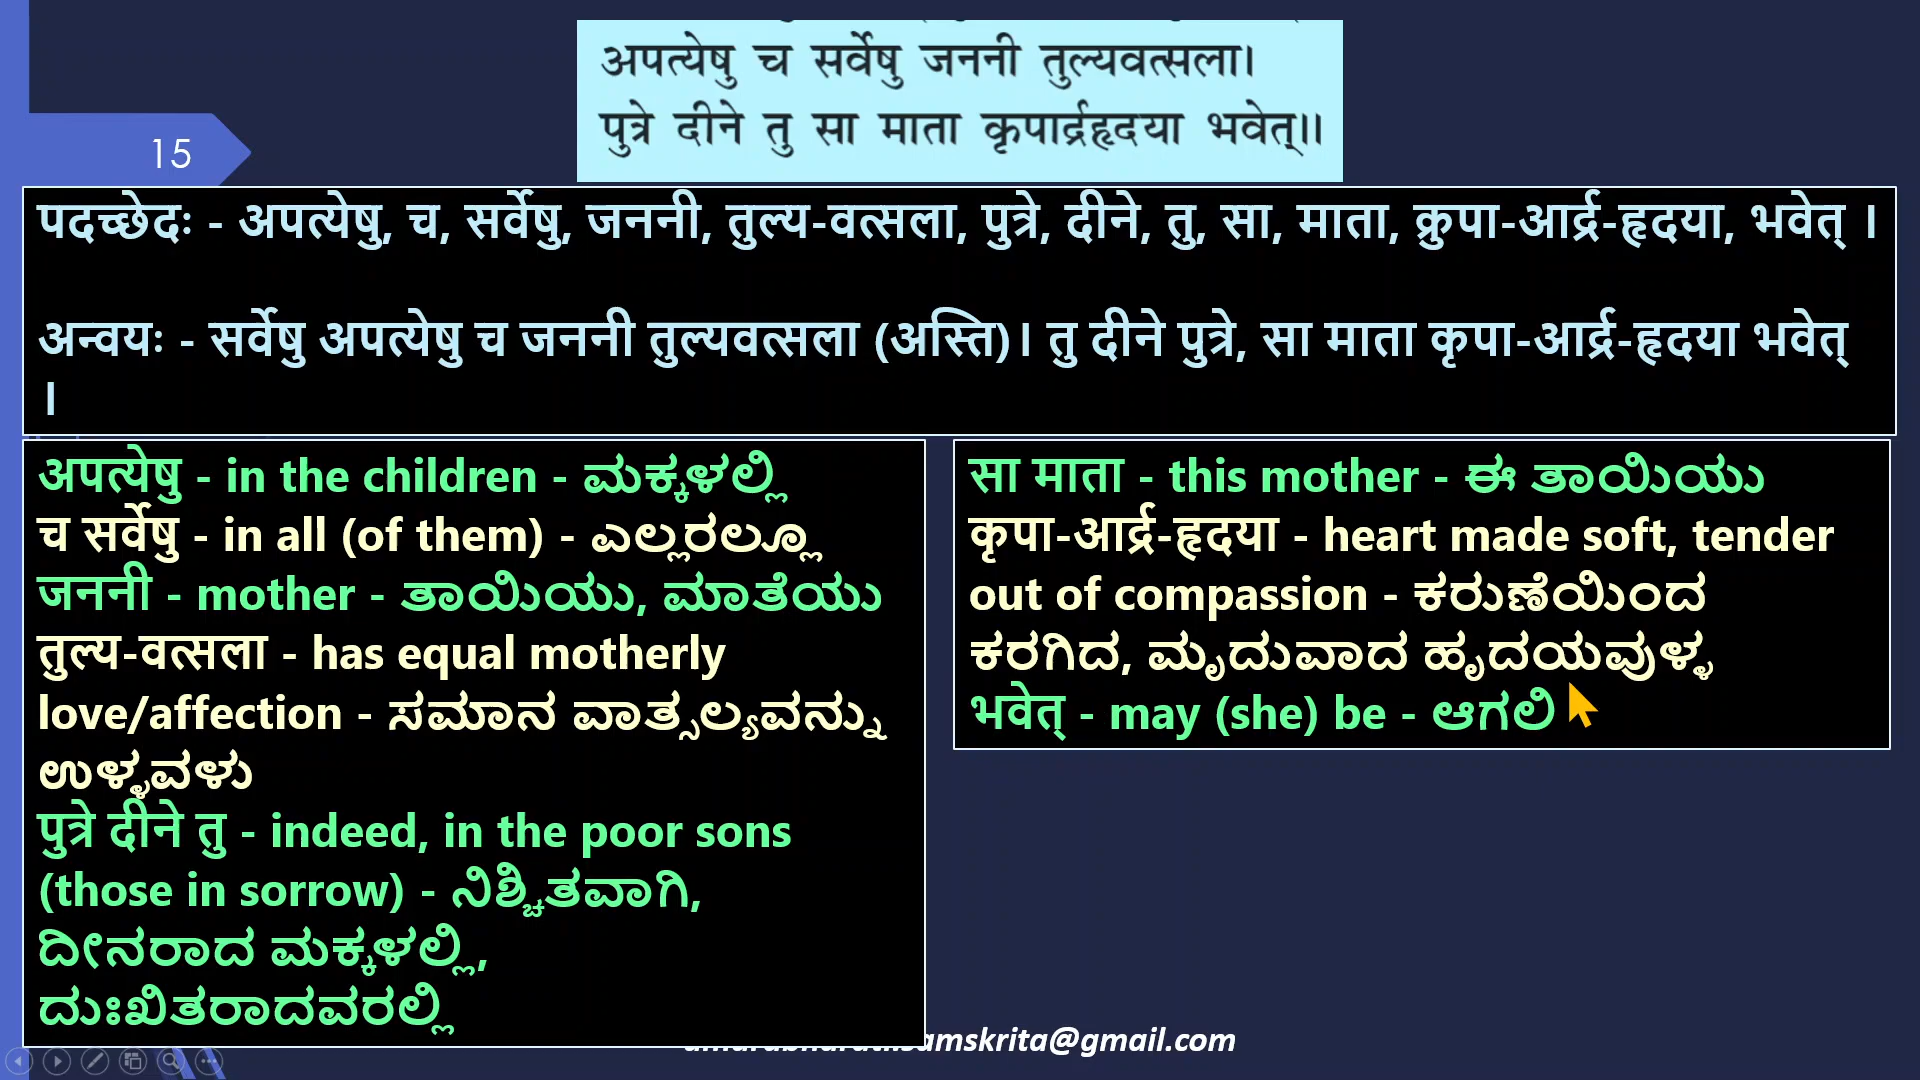 अपत्येषु च सर्वेषु जननी तुल्यवत्सला।
पुत्रे दीने तु सा माता कृपार्द्रहृदया भवेत्।।
15
पदच्छेदः - अपत्येषु, च, सर्वेषु, जननी, तुल्य-वत्सला, पुत्रे, दीने, तु, सा, माता, क्रुपा-आर्द्र-हृदया, भवेत् ।
अन्वयः - सर्वेषु अपत्येषु च जननी तुल्यवत्सला (अस्ति)। तु दीने पुत्रे, सा माता कृपा-आर्द्र-हृदया भवेत्
।
अपत्येषु - in the children - ಮಕ್ಕಳಲ್ಲಿ
च सर्वेषु - in all (of them) - ಎಲ್ಲರಲ್ಲೂ
जननी - mother - ತಾಯಿಯು, ಮಾತೆಯು
तुल्य-वत्सला - has equal motherly
love/affection - ಸಮಾನ ವಾತ್ಸಲ್ಯವನ್ನು
ಉಳ್ಳವಳು
पुत्रे दीने तु - indeed, in the poor sons
(those in sorrow) - ನಿಶ್ಚಿತವಾಗಿ,
ದೀನರಾದ ಮಕ್ಕಳಲ್ಲಿ,
ದುಃಖಿತರಾದವರಲ್ಲಿ
सा माता - this mother - ಈ ತಾಯಿಯು
कृपा-आर्द्र-हृदया - heart made soft, tender
out of compassion - ಕರುಣೆಯಿಂದ
ಕರಗಿದ, ಮೃದುವಾದ ಹೃದಯವುಳ್ಳ
भवेत् - may (she) be - ಆಗಲಿ
samskrita@gmail.com